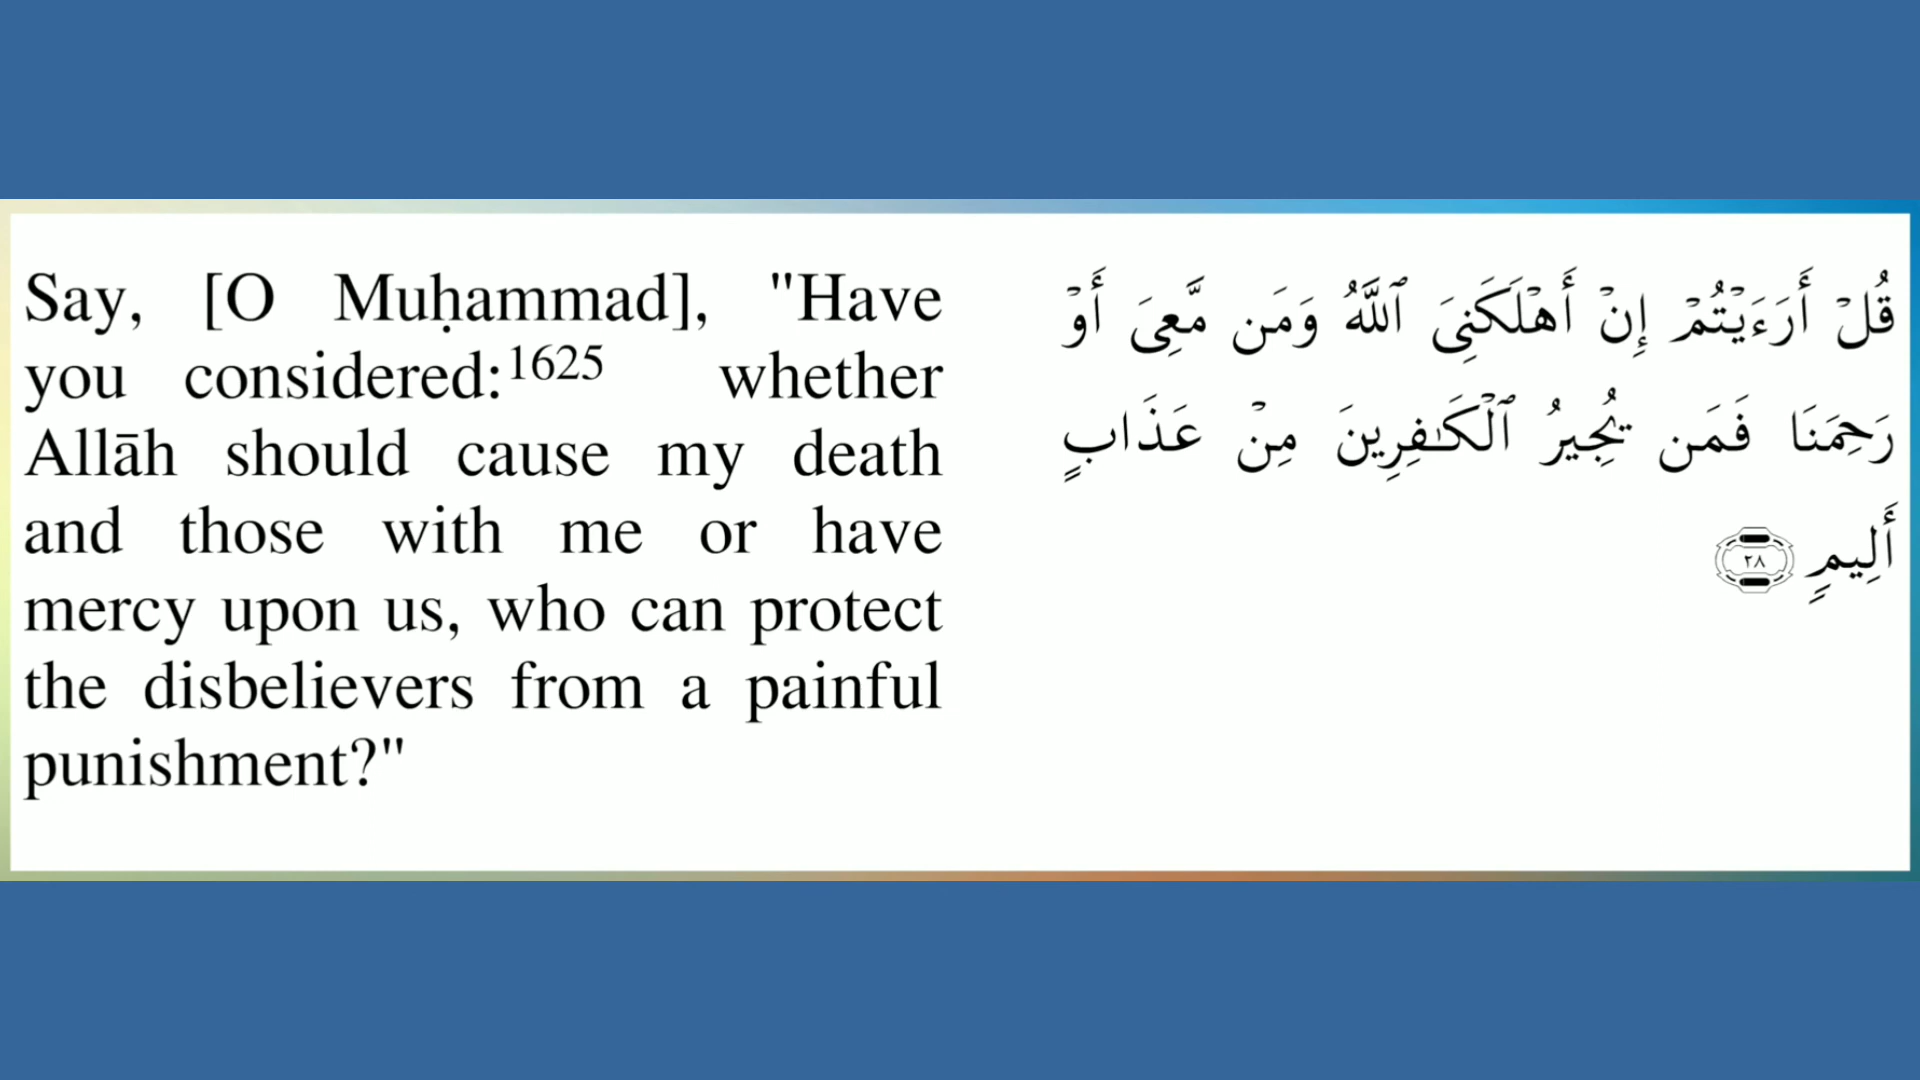 Say, [O Muḥammad], "Have
you considered:1625 whether
Allāh should cause my death
and those with me or have
mercy upon us, who can protect
the disbelievers from a painful
punishment?"
قُلْ أَرَءَيْتُمْ إِنْ أَهْلَكَنِىَ ٱللَّهُ وَمَن مَّعِىَ أَوْ
رَحِمَنَا فَمَن يُجِيرُ ٱلْكَـٰفِرِينَ مِنْ عَذَابٍ
أَلِيمٍ ٢٨